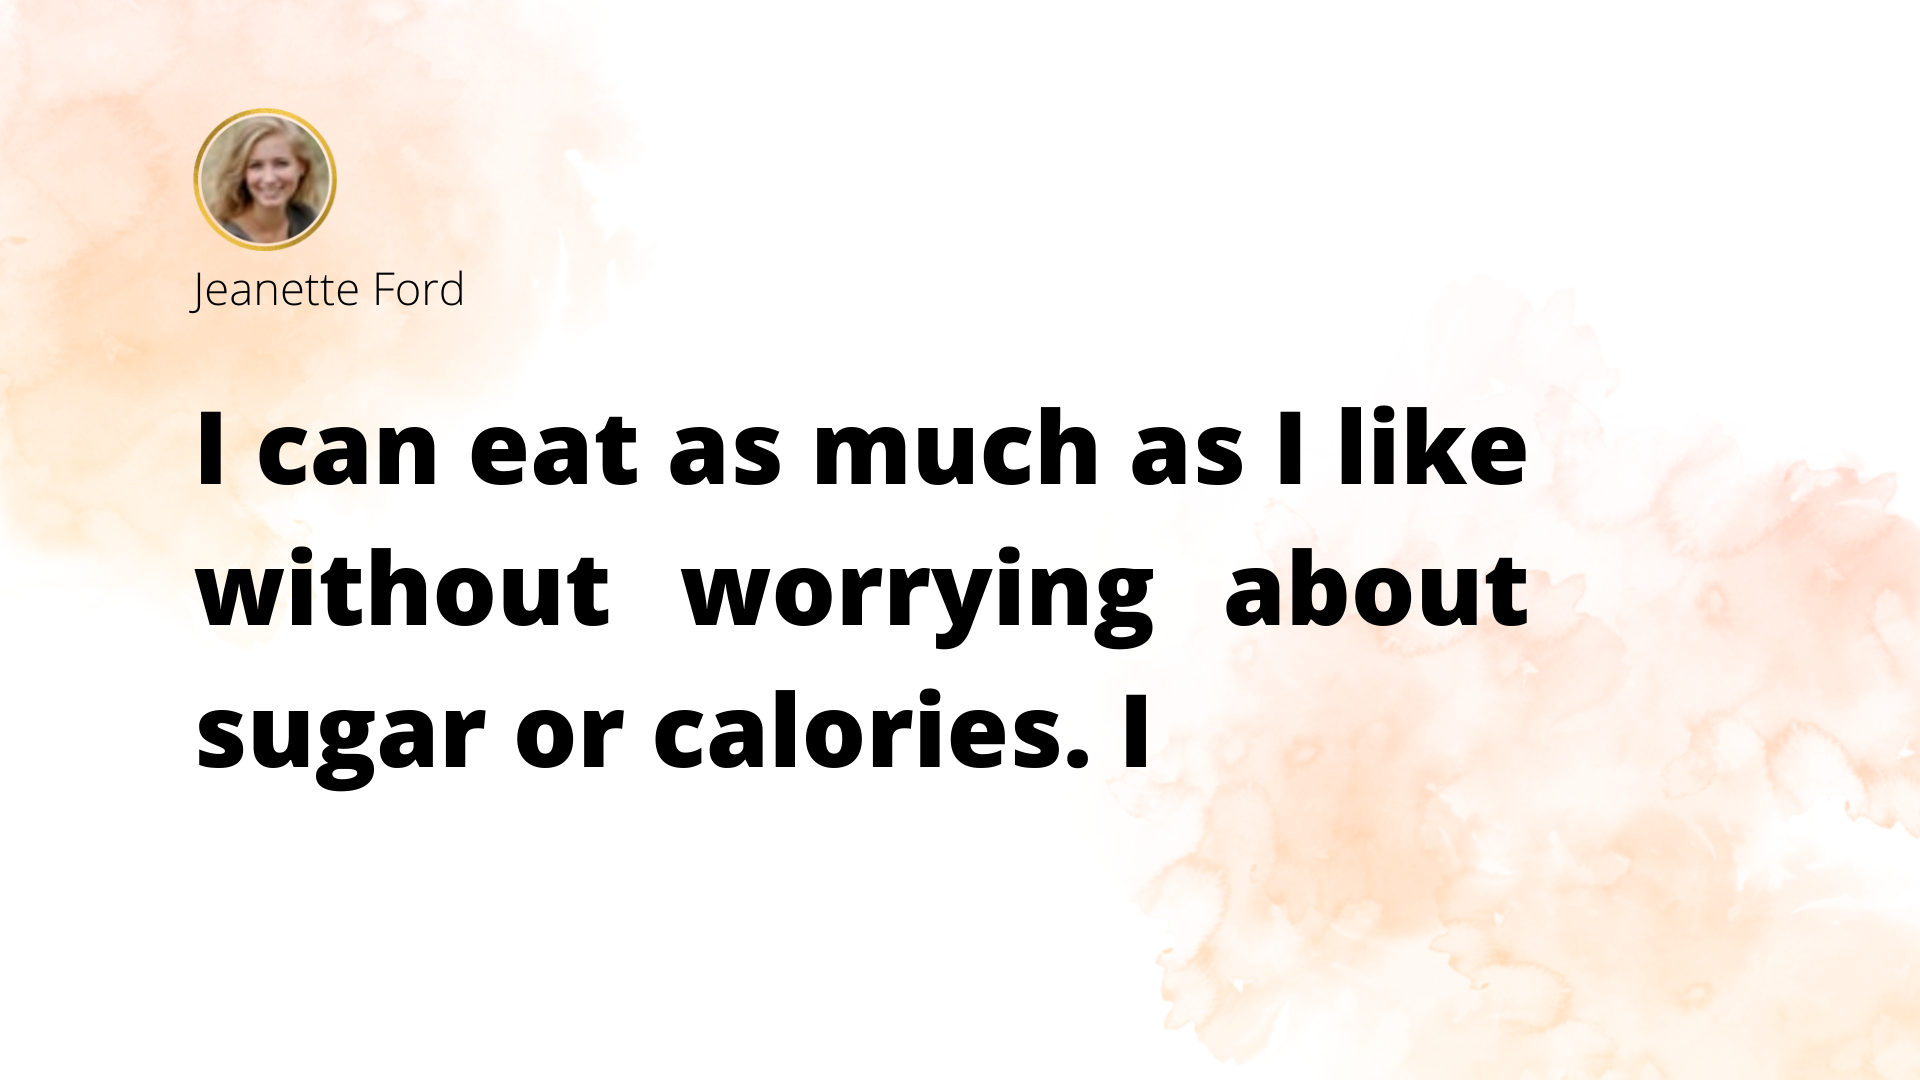 Jeanette Ford
I can eat as much as I like
without worrying about
sugar or calories. I